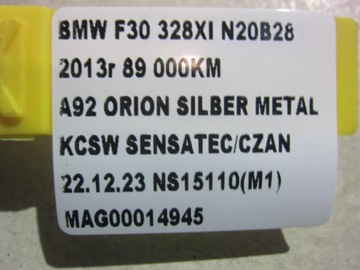 BMW F30 328XI N20B28
2013r 89 000KM
A92 ORION SILBER METAL
KCSW SENSATEC/CZAN
22.12.23 NS15110(M1)
MAG00014945